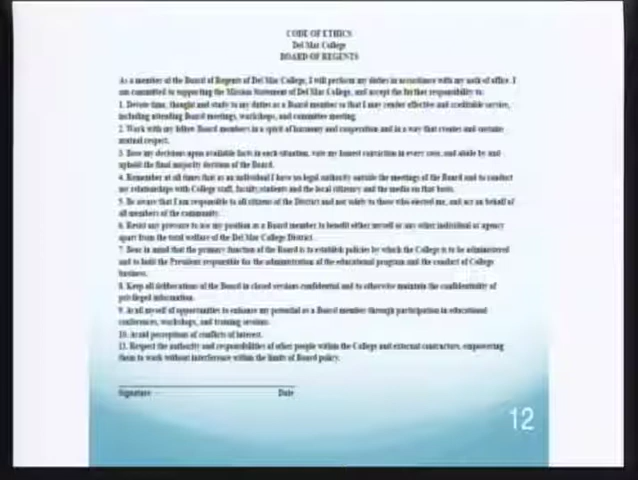 CODE OF ETHICS
Del Mar College
BOARD OF REGENTS
As a member of the Board of Regents of Del Mar College, I will perform my duties in accordance with my oath of office. I
am committed to supporting the Mission Statement of Del Mar College, and accept the further responsibility to:
1. Devote time, thought and study to my duties as a Board member so that I may render effective and creditable service,
including attending Board meetings, workshops, and committee meeting.
2. Work with my fellow Board members in a spirit of harmony and cooperation and in a way that creates and sustains
mutual respect.
3. Base my decisions upon available facts in each situation, vote my honest conviction in every case, and abide by and
uphold the final majority decision of the Board.
4. Remember at all times that as an individual I have no legal authority outside the meetings of the Board and to conduct
my relationships with College staff, faculty, students and the local citizenry and the media on that basis.
5. Be aware that I am responsible to all citizens of the District and not solely to those who elected me, and act on behalf of
all members of the community.
6. Resist any pressure to use my position as a Board member to benefit either myself or any other individual or agency
apart from the total welfare of the Del Mar College District.
7. Bear in mind that the primary function of the Board is to establish policies by which the College is to be administered
and to hold the President responsible for the administration of the educational program and the conduct of College
business.
8. Keep all deliberations of the Board in closed sessions confidential and to otherwise maintain the confidentiality of
privileged information.
9. Avail myself of opportunities to enhance my potential as a Board member through participation in educational
conferences, workshops, and training sessions.
10. Avoid perceptions of conflicts of interest.
11. Respect the authority and responsibilities of other people within the College and external contractors, empowering
them to work without interference within the limits of Board policy.
Signature Date
12